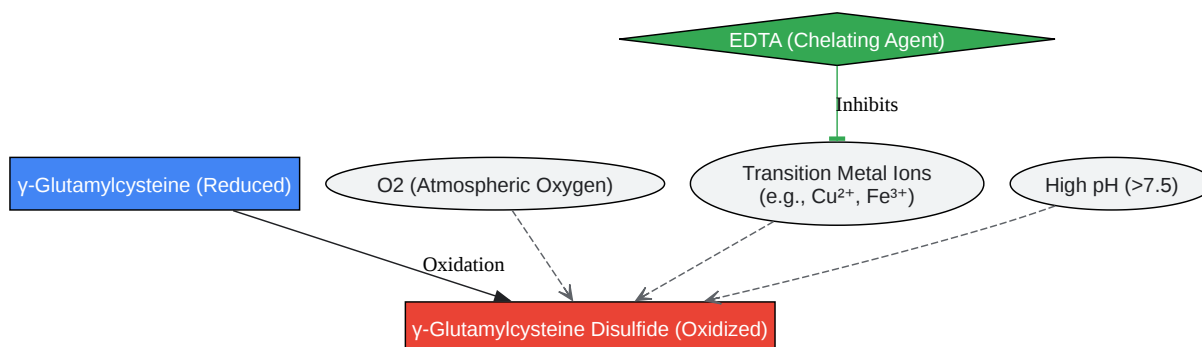 EDTA (Chelating Agent)
Inhibits
γ-Glutamylcysteine (Reduced)
O2 (Atmospheric Oxygen)
Transition Metal Ions
(e.g., Cu²⁺, Fe³⁺)
High pH (>7.5)
Oxidation
γ-Glutamylcysteine Disulfide (Oxidized)